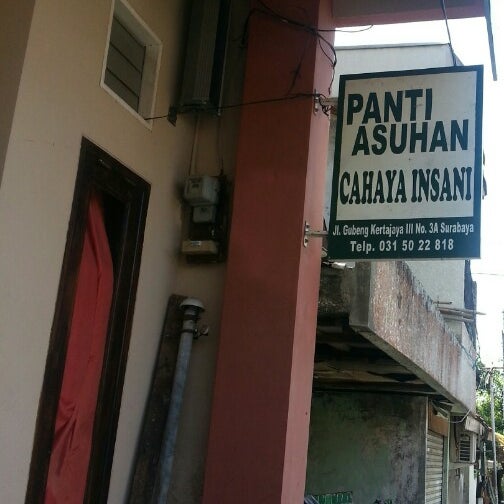 PANTI
ASUHAN
CAHAYA INSANI
Jl. Gubeng Kertajaya III No. 3A Surabaya
Telp. 031 50 22 818